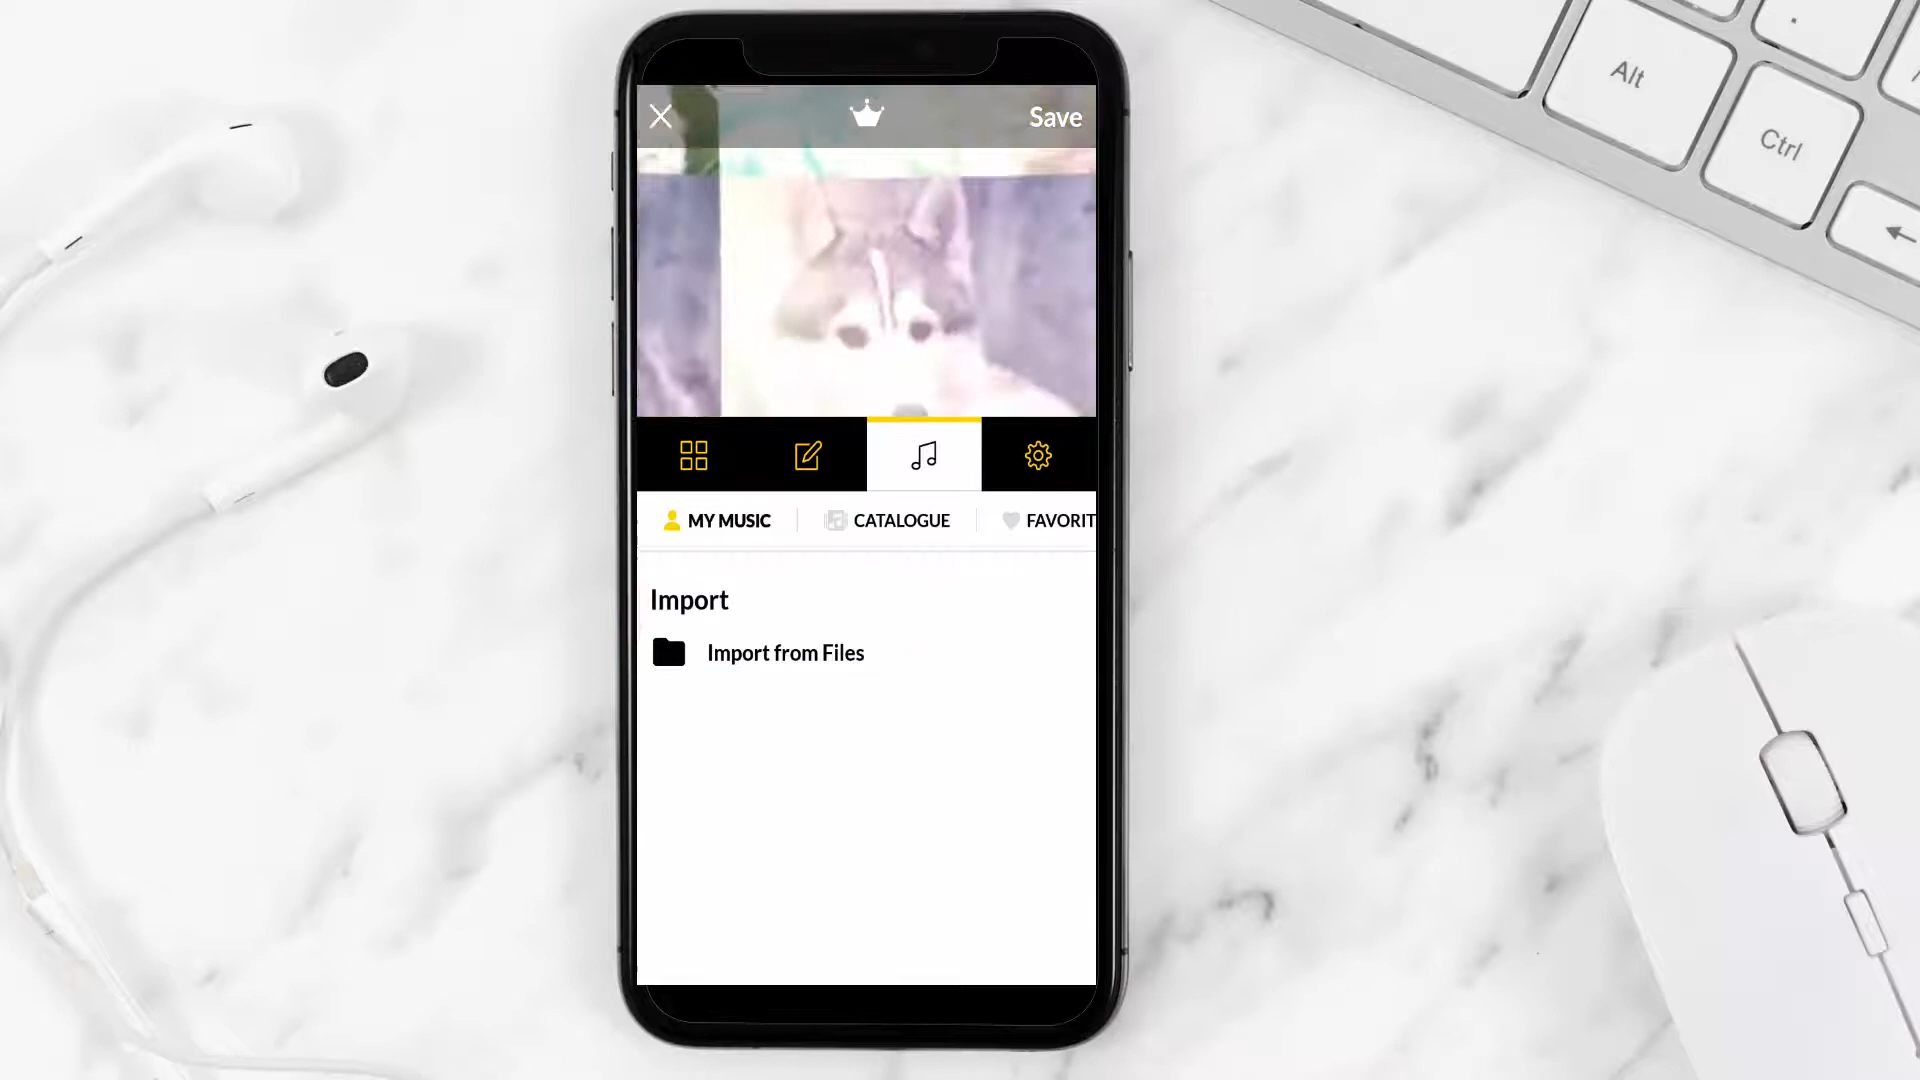 Save
MY MUSIC
CATALOGUE
FAVORIT
Import
Import from Files
Alt
Ctrl